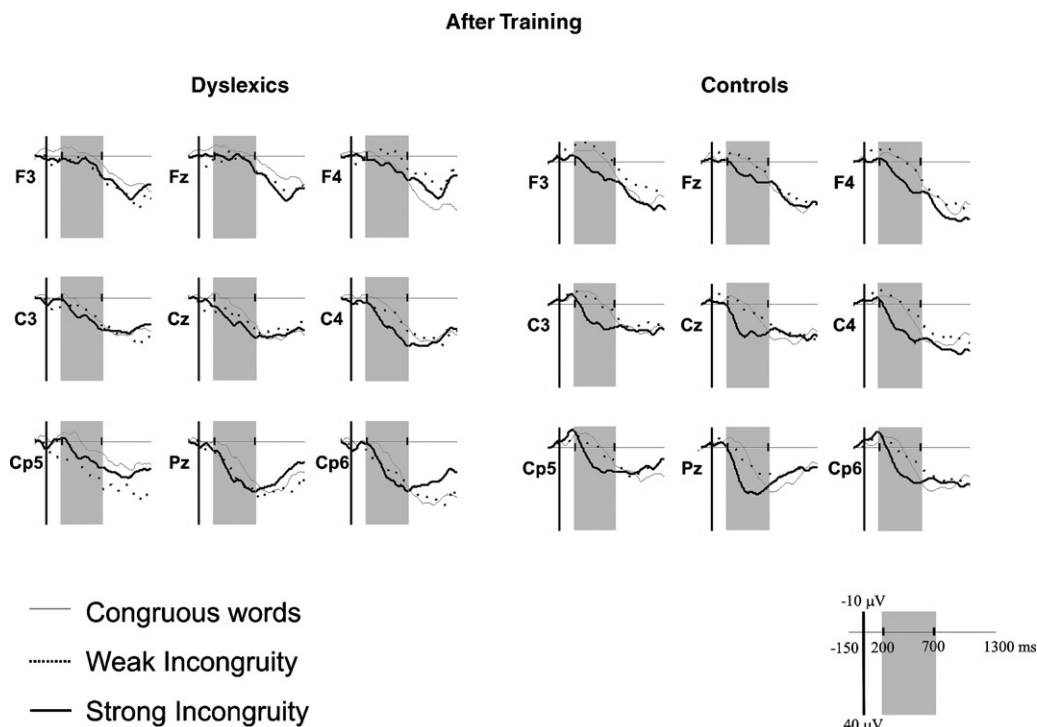 After Training
Dyslexics Controls
F3 Fz F4 F3 Fz F4
C3 Cz C4 C3 Cz C4
Cp5 Pz Cp6 Cp5 Pz Cp6
Congruous words
Weak Incongruity
Strong Incongruity
-10 μV
-150 200 700 1300 ms
40 μV